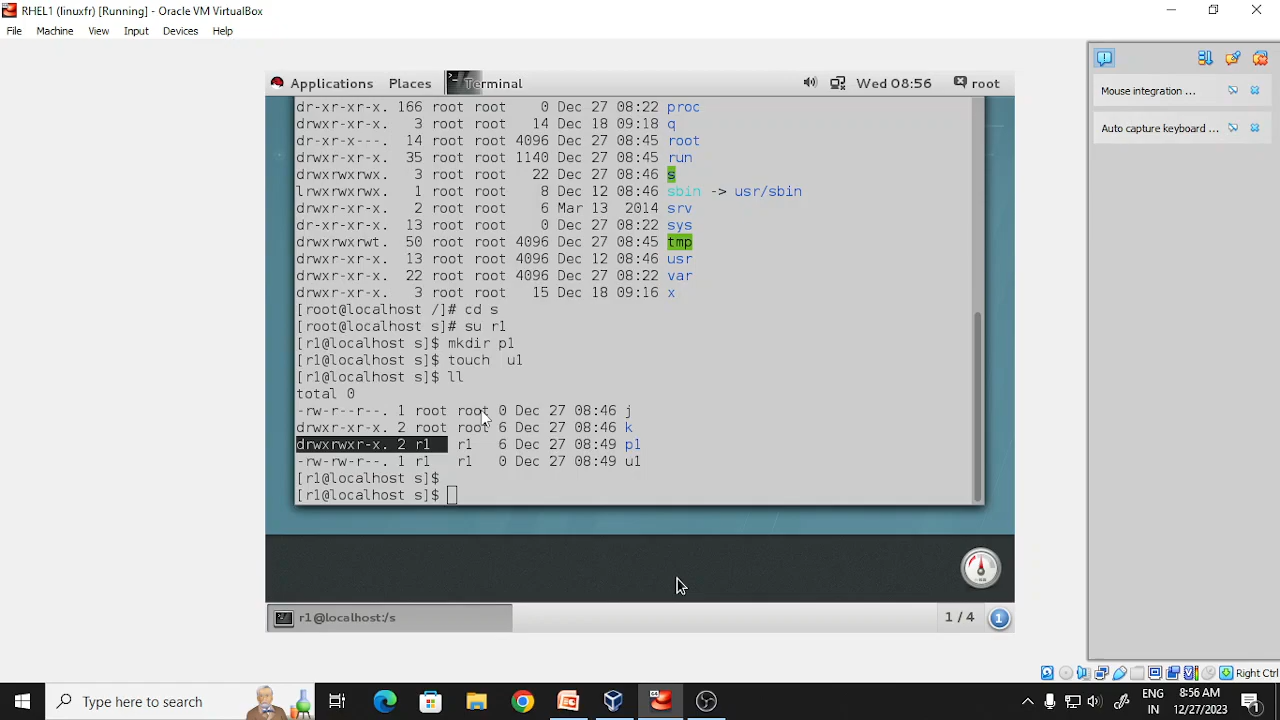 RHEL1 (linuxfr) [Running] - Oracle VM VirtualBox
File Machine View Input Devices Help
Mouse integration ...
Auto capture keyboard ...
Applications Places Terminal Wed 08:56 root
dr-xr-xr-x. 166 root root 0 Dec 27 08:22 proc
drwxr-xr-x. 3 root root 14 Dec 18 09:18 q
dr-xr-x---. 14 root root 4096 Dec 27 08:45 root
drwxr-xr-x. 35 root root 1140 Dec 27 08:45 run
drwxrwxrwx. 3 root root 22 Dec 27 08:46 s
lrwxrwxrwx. 1 root root 8 Dec 12 08:46 sbin -> usr/sbin
drwxr-xr-x. 2 root root 6 Mar 13 2014 srv
dr-xr-xr-x. 13 root root 0 Dec 27 08:22 sys
drwxrwxrwt. 50 root root 4096 Dec 27 08:45 tmp
drwxr-xr-x. 13 root root 4096 Dec 12 08:46 usr
drwxr-xr-x. 22 root root 4096 Dec 27 08:22 var
drwxr-xr-x. 3 root root 15 Dec 18 09:16 x
[root@localhost /]# cd s
[root@localhost s]# su r1
[r1@localhost s]$ mkdir p1
[r1@localhost s]$ touch  u1
[r1@localhost s]$ ll
total 0
-rw-r--r--. 1 root root 0 Dec 27 08:46 j
drwxr-xr-x. 2 root root 6 Dec 27 08:46 k
drwxrwxr-x. 2 r1 r1 6 Dec 27 08:49 p1
-rw-rw-r--. 1 r1 r1 0 Dec 27 08:49 u1
[r1@localhost s]$
[r1@localhost s]$
r1@localhost:/s
1 / 4
1
Right Ctrl
Type here to search
ENG
IN
8:56 AM
12/27/2023